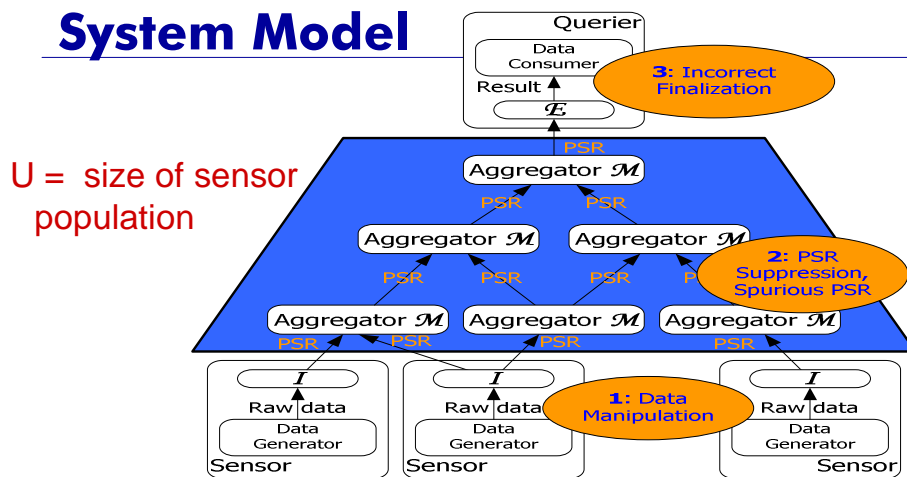 System Model
Querier
Data
Consumer
3: Incorrect
Finalization
Result
E
PSR
Aggregator M
U = size of sensor
population
PSR PSR
Aggregator M Aggregator M
2: PSR
Suppression,
Spurious PSR
PSR PSR PSR
Aggregator M Aggregator M Aggregator M
PSR PSR PSR PSR
I I I
1: Data
Manipulation
Raw data Raw data Raw data
Data Data Data
Generator Generator Generator
Sensor Sensor Sensor